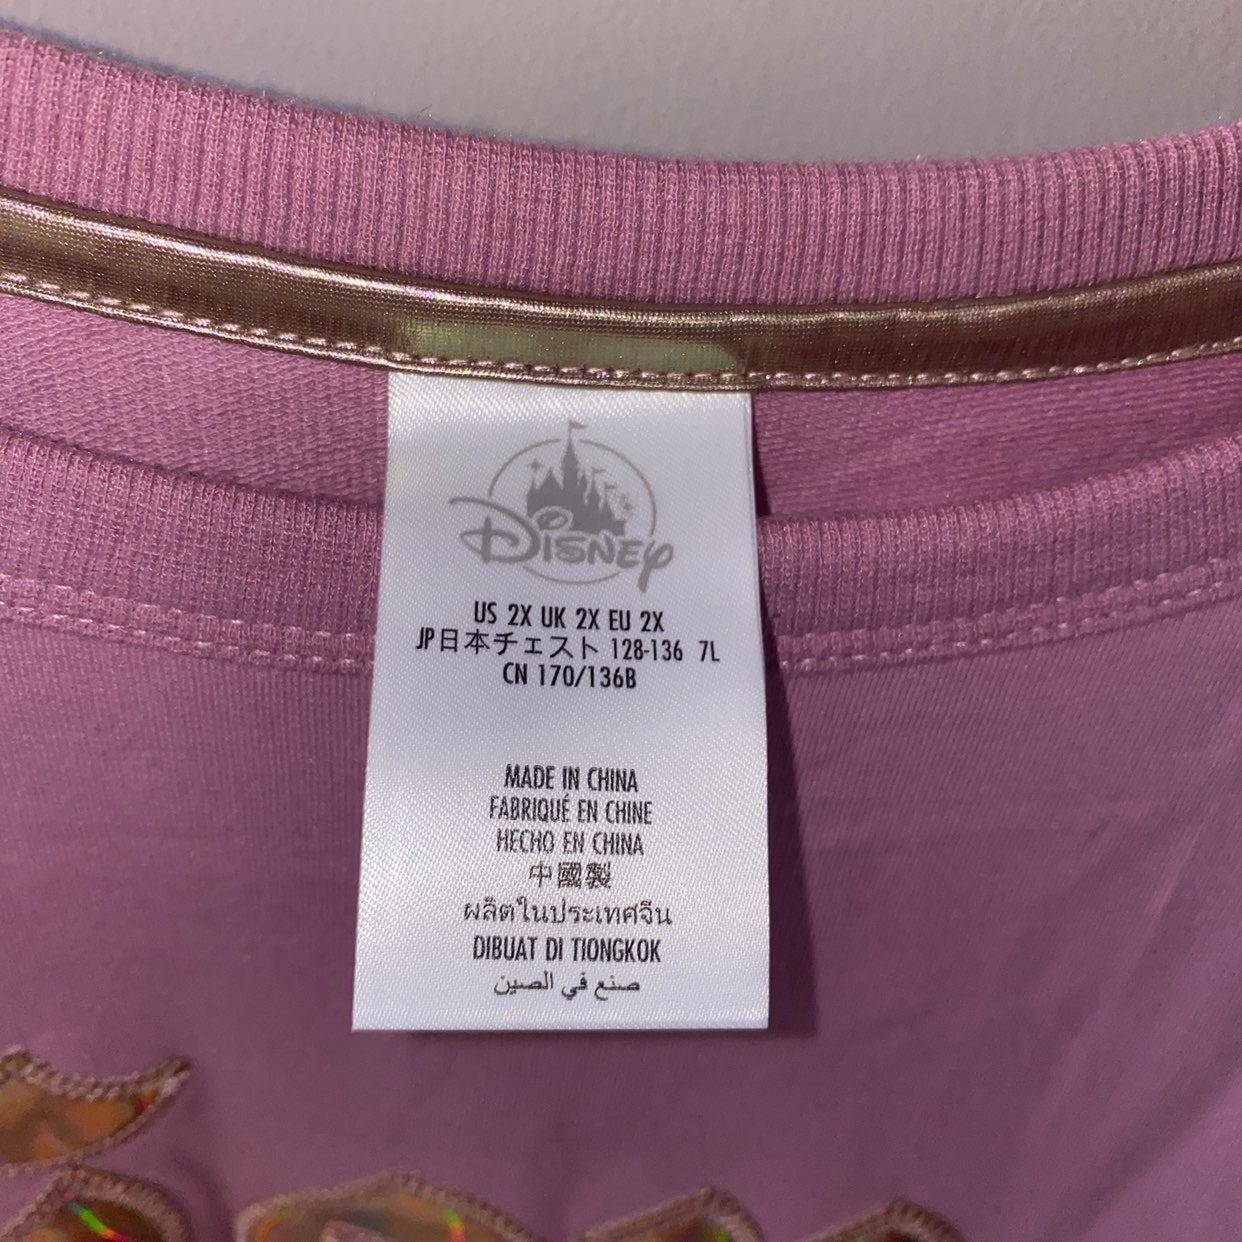 DISNEY
US 2X UK 2X EU 2X
JP日本チェスト 128-136 7L
CN 170/136B
MADE IN CHINA
FABRIQUÉ EN CHINE
HECHO EN CHINA
中國製
ผลิตในประเทศจีน
DIBUAT DI TIONGKOK
صنع في الصين